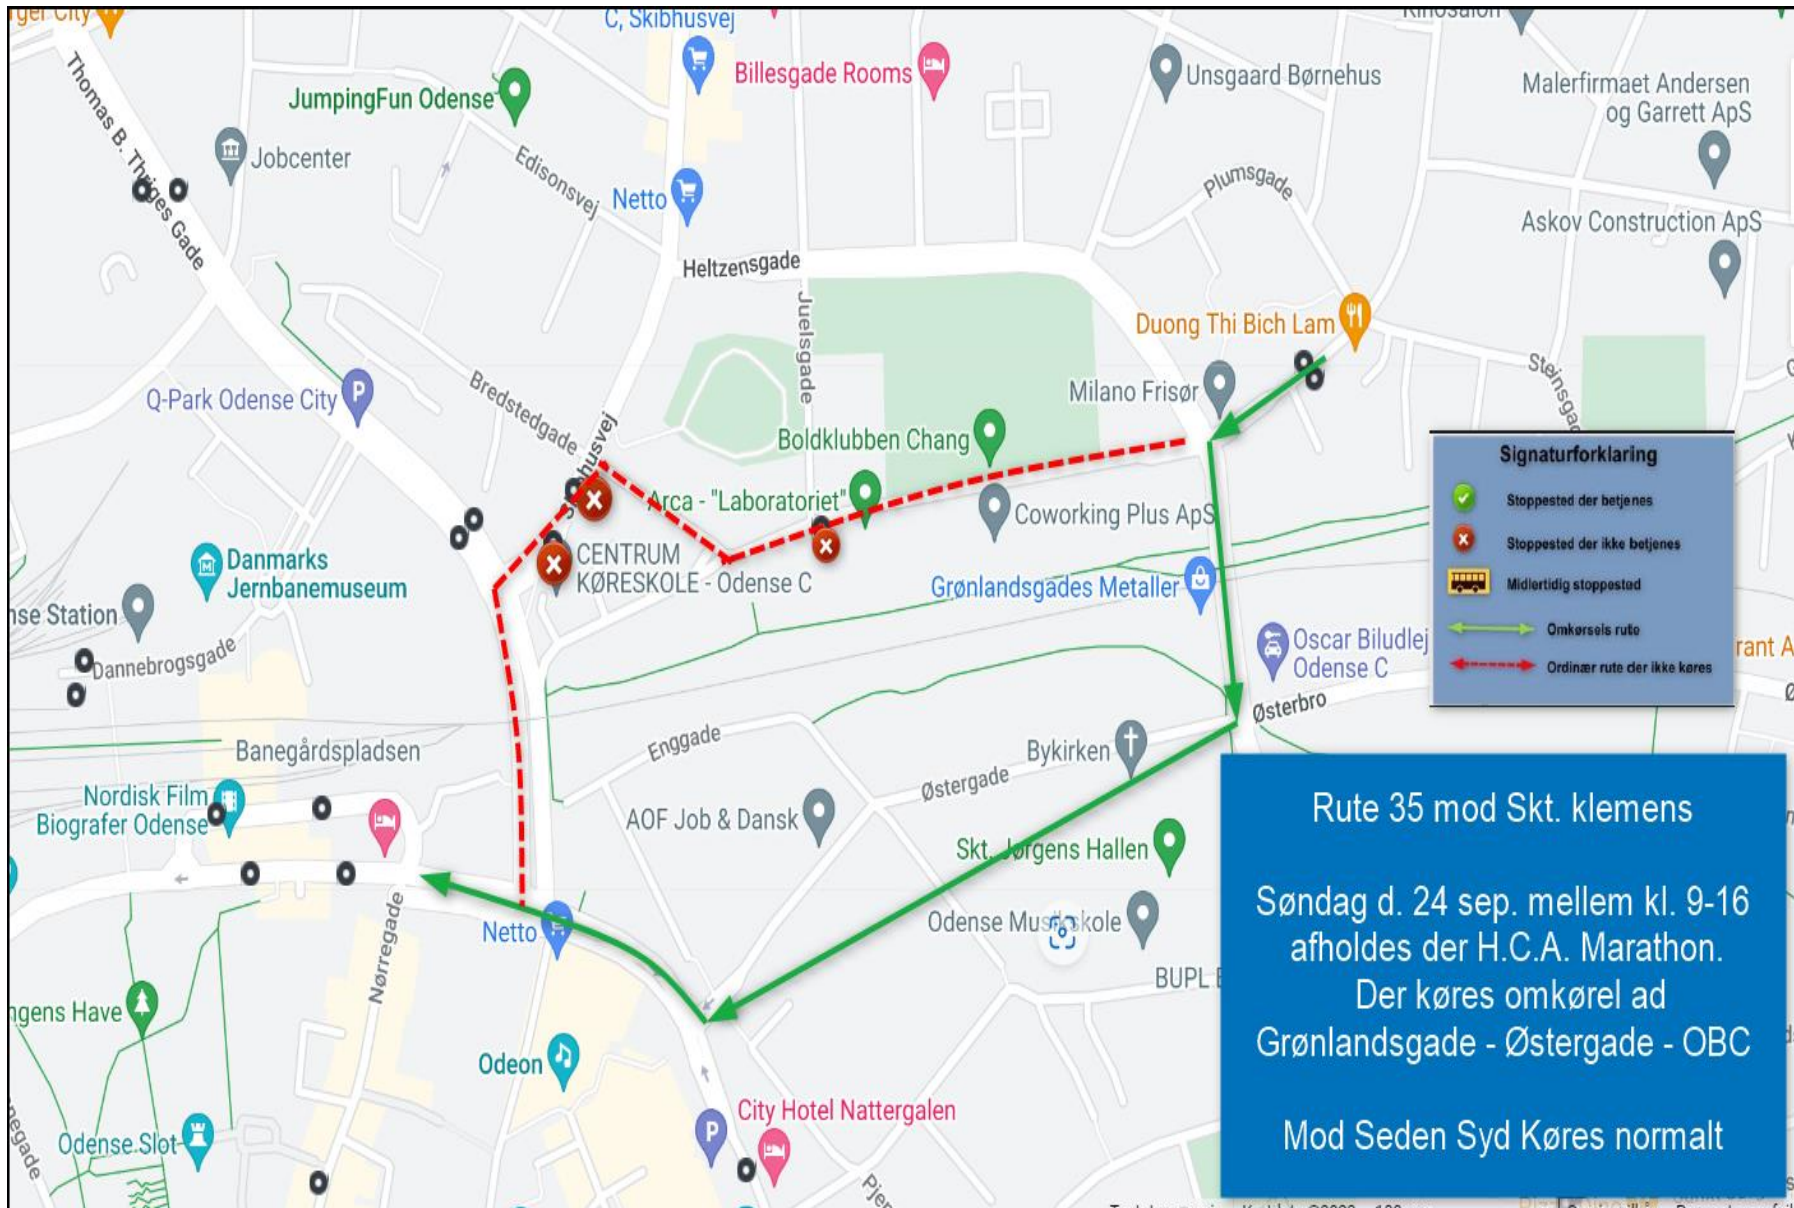 C, Skibhusvej
Billesgade Rooms
Unsgaard Børnehus
Malerfirmaet Andersen
og Garrett ApS
JumpingFun Odense
Thomas B. Thriges Gade
Jobcenter
Edisonsvej
Netto
Plumsgade
Askov Construction ApS
Heltzensgade
Juelsgade
Duong Thi Bich Lam
Milano Frisør
Q-Park Odense City
Bredstedgade
Boldklubben Chang
Arca - "Laboratoriet"
Coworking Plus ApS
CENTRUM
KØRESKOLE - Odense C
Danmarks
Jernbanemuseum
Grønlandsgades Metaller
Dannebrogsgade
Oscar Biludlej
Odense C
Østerbro
Signaturforklaring
Stoppested der betjenes
Stoppested der ikke betjenes
Midlertidig stoppested
Omkørsels rute
Ordinær rute der ikke køres
Banegårdspladsen
Enggade
Bykirken
Østergade
Nordisk Film
Biografer Odense
AOF Job & Dansk
Skt. Jørgens Hallen
Nørregade
Netto
Odense Musikskole
BUPL
Odeon
City Hotel Nattergalen
Odense Slot
Rute 35 mod Skt. klemens
Søndag d. 24 sep. mellem kl. 9-16
afholdes der H.C.A. Marathon.
Der køres omkørel ad
Grønlandsgade - Østergade - OBC
Mod Seden Syd Køres normalt